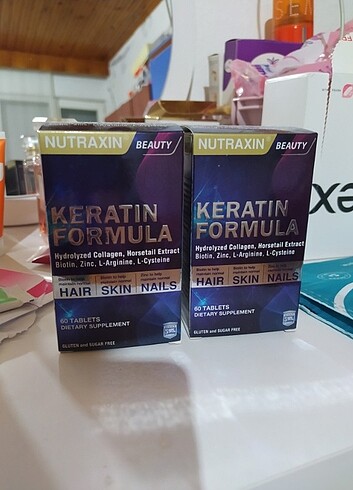 NUTRAXIN BEAUTY
KERATIN
FORMULA
Hydrolyzed Collagen, Horsetail Extract
Biotin, Zinc, L-Arginine, L-Cysteine
HAIR SKIN NAILS
60 TABLETS
DIETARY SUPPLEMENT
GLUTEN and SUGAR FREE
NUTRAXIN BEAUTY
KERATIN
FORMULA
Hydrolyzed Collagen, Horsetail Extract
Biotin, Zinc, L-Arginine, L-Cysteine
HAIR SKIN NAILS
60 TABLETS
DIETARY SUPPLEMENT
GLUTEN and SUGAR FREE